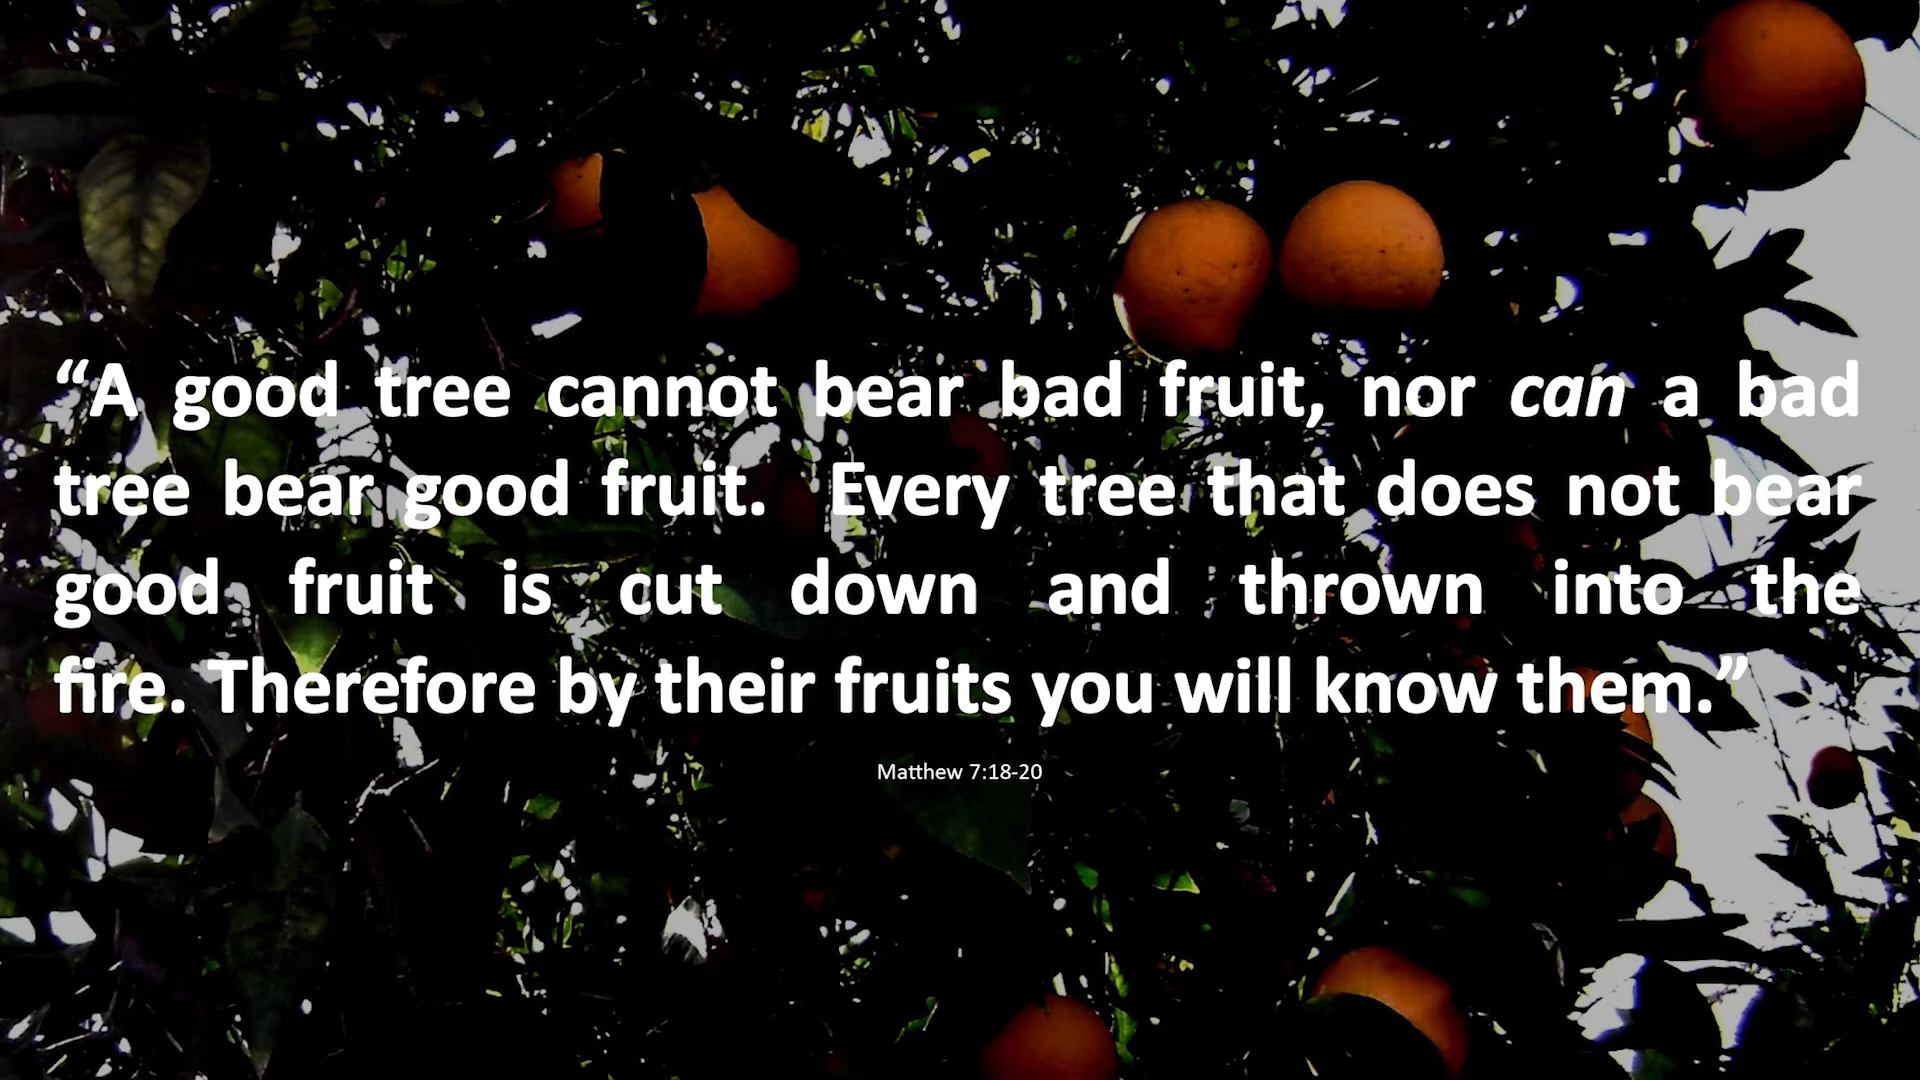 “A good tree cannot bear bad fruit, nor can a bad
tree bear good fruit.  Every tree that does not bear
good fruit is cut down and thrown into the
fire. Therefore by their fruits you will know them.”
Matthew 7:18-20